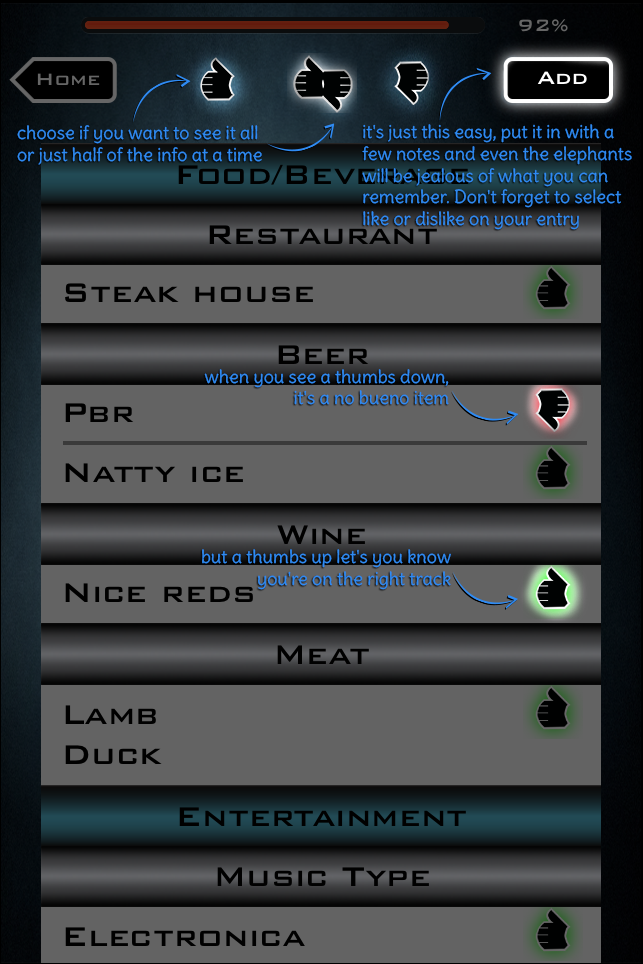 92%
Home
Add
choose if you want to see it all
or just half of the info at a time
it's just this easy, put it in with a
few notes and even the elephants
will be jealous of what you can
remember. Don't forget to select
like or dislike on your entry
Food/Beverage
Restaurant
Steak house
Beer
when you see a thumbs down,
it's a no bueno item
Pbr
Natty ice
Wine
but a thumbs up let's you know
you're on the right track
Nice reds
Meat
Lamb
Duck
Entertainment
Music Type
Electronica